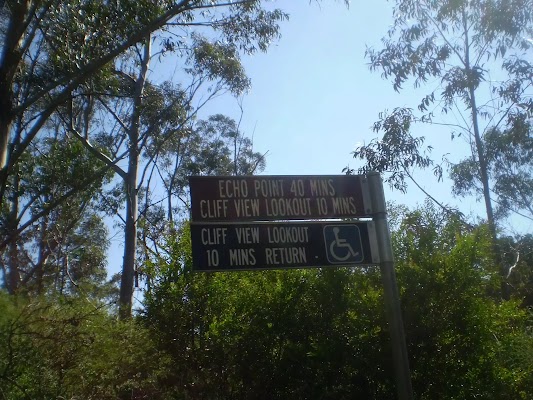 ECHO POINT 40 MINS
CLIFF VIEW LOOKOUT 10 MINS
CLIFF VIEW LOOKOUT
10 MINS RETURN